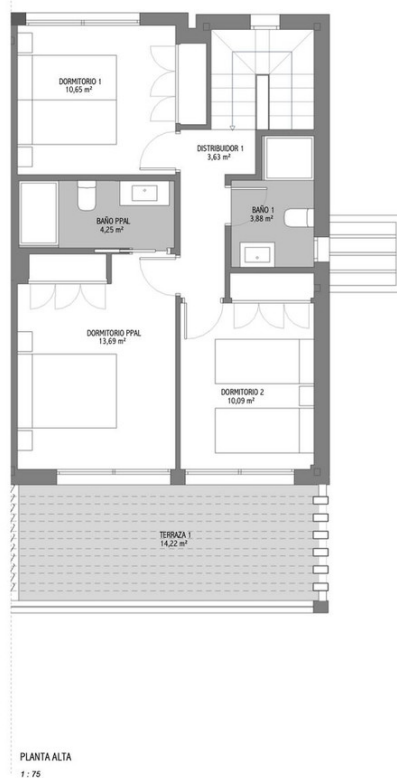 DORMITORIO 1
10,65 m²
DISTRIBUIDOR 1
3,63 m²
BAÑO PPAL
4,25 m²
BAÑO 1
3,88 m²
DORMITORIO PPAL
13,69 m²
DORMITORIO 2
10,09 m²
TERRAZA 1
14,22 m²
PLANTA ALTA
1 : 75